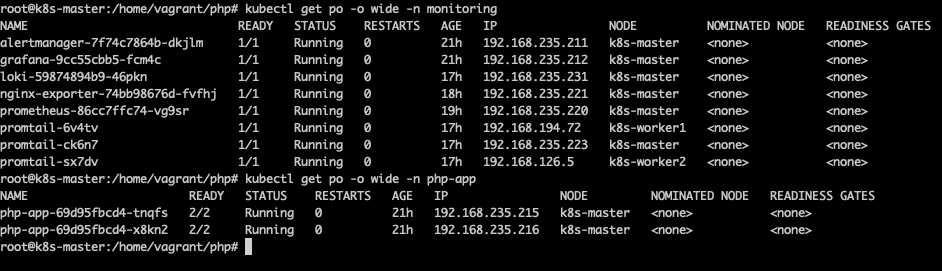 root@k8s-master:/home/vagrant/php# kubectl get po -o wide -n monitoring
NAME READY STATUS RESTARTS AGE IP NODE NOMINATED NODE READINESS GATES
alertmanager-7f74c7864b-dkjlm 1/1 Running 0 21h 192.168.235.211 k8s-master <none> <none>
grafana-9cc55cbb5-fcm4c 1/1 Running 0 21h 192.168.235.212 k8s-master <none> <none>
loki-59874894b9-46pkn 1/1 Running 0 17h 192.168.235.231 k8s-master <none> <none>
nginx-exporter-74bb98676d-fvfhj 1/1 Running 0 18h 192.168.235.221 k8s-master <none> <none>
prometheus-86cc7ffc74-vg9sr 1/1 Running 0 19h 192.168.235.220 k8s-master <none> <none>
promtail-6v4tv 1/1 Running 0 17h 192.168.194.72 k8s-worker1 <none> <none>
promtail-ck6n7 1/1 Running 0 17h 192.168.235.223 k8s-master <none> <none>
promtail-sx7dv 1/1 Running 0 17h 192.168.126.5 k8s-worker2 <none> <none>
root@k8s-master:/home/vagrant/php# kubectl get po -o wide -n php-app
NAME READY STATUS RESTARTS AGE IP NODE NOMINATED NODE READINESS GATES
php-app-69d95fbcd4-tnqfs 2/2 Running 0 21h 192.168.235.215 k8s-master <none> <none>
php-app-69d95fbcd4-x8kn2 2/2 Running 0 21h 192.168.235.216 k8s-master <none> <none>
root@k8s-master:/home/vagrant/php#